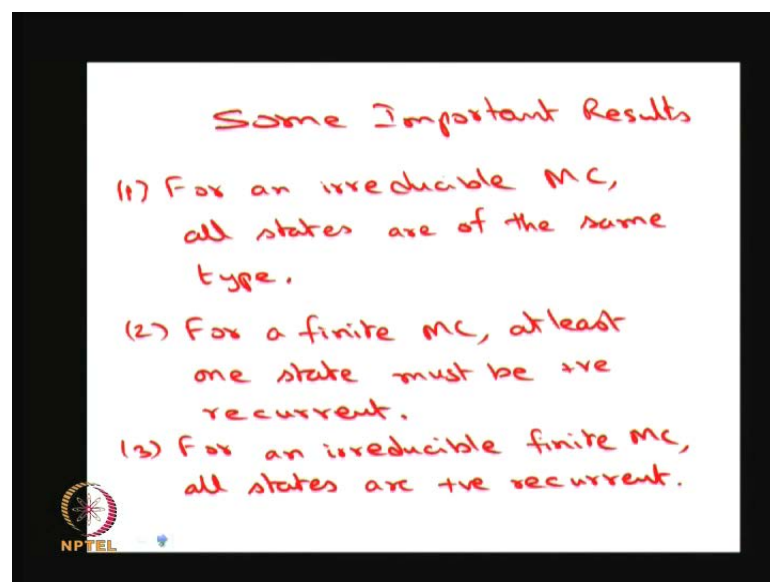 Some Important Results
(1) For an irreducible MC,
all states are of the same
type.
(2) For a finite MC, atleast
one state must be +ve
recurrent.
(3) For an irreducible finite MC,
all states are +ve recurrent.
NPTEL